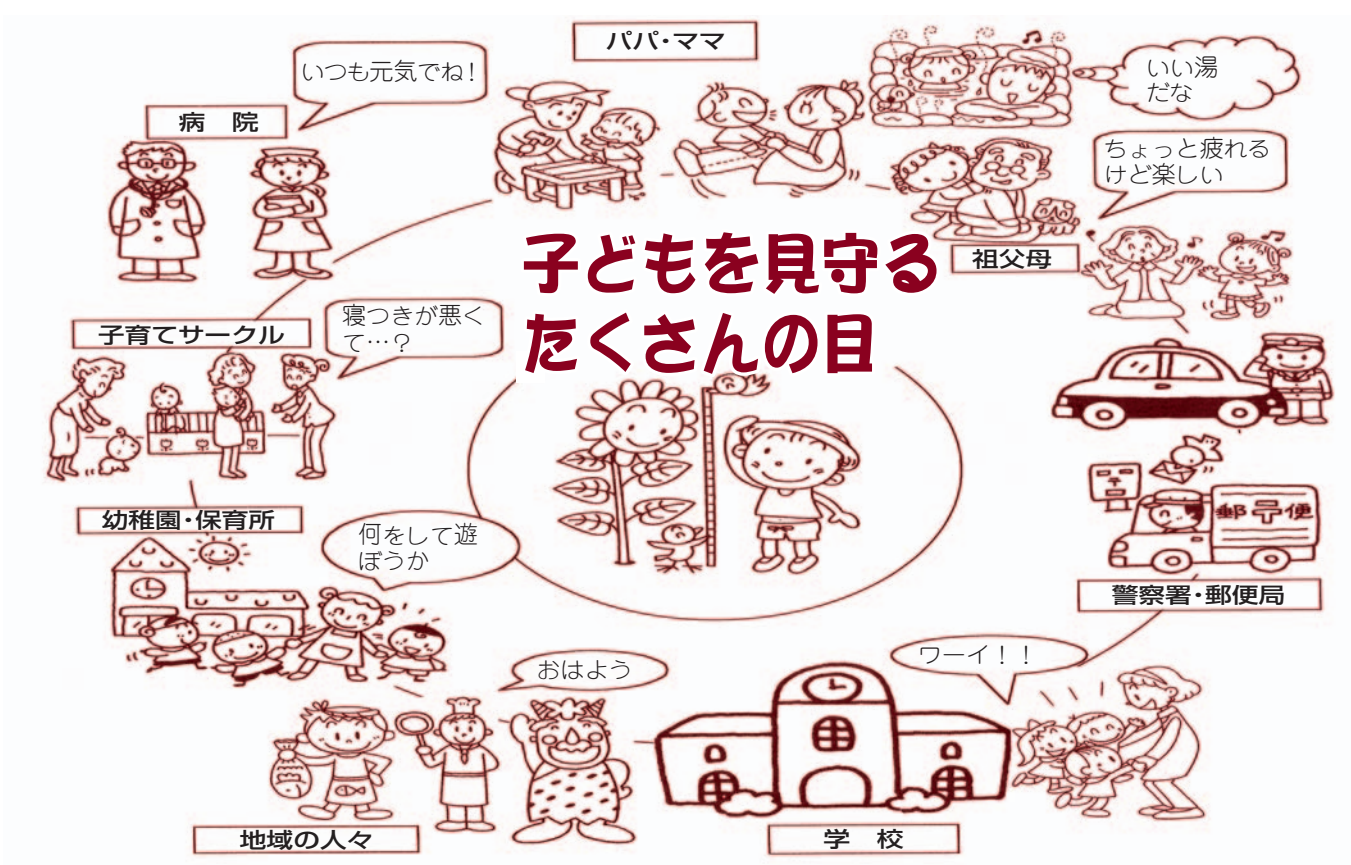 パパ・ママ
いつも元気でね！
病　院
いい湯
だな
ちょっと疲れる
けど楽しい
祖父母
子どもを見守る
たくさんの目
子育てサークル
寝つきが悪く
て…？
幼稚園・保育所
何をして遊
ぼうか
郵〒便
警察署・郵便局
ワーイ！！
おはよう
地域の人々
学　校